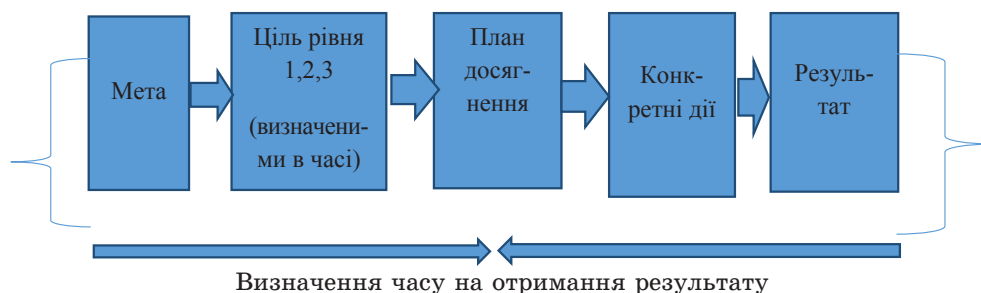 Мета
Ціль рівня
1,2,3
(визначени-
ми в часі)
План
досяг-
нення
Конк-
ретні дії
Резуль-
тат
Визначення часу на отримання результату